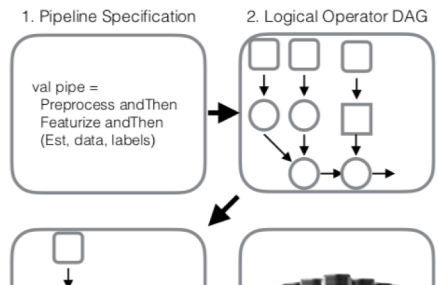 1. Pipeline Specification
2. Logical Operator DAG
val pipe =
Preprocess andThen
Featurize andThen
(Est, data, labels)